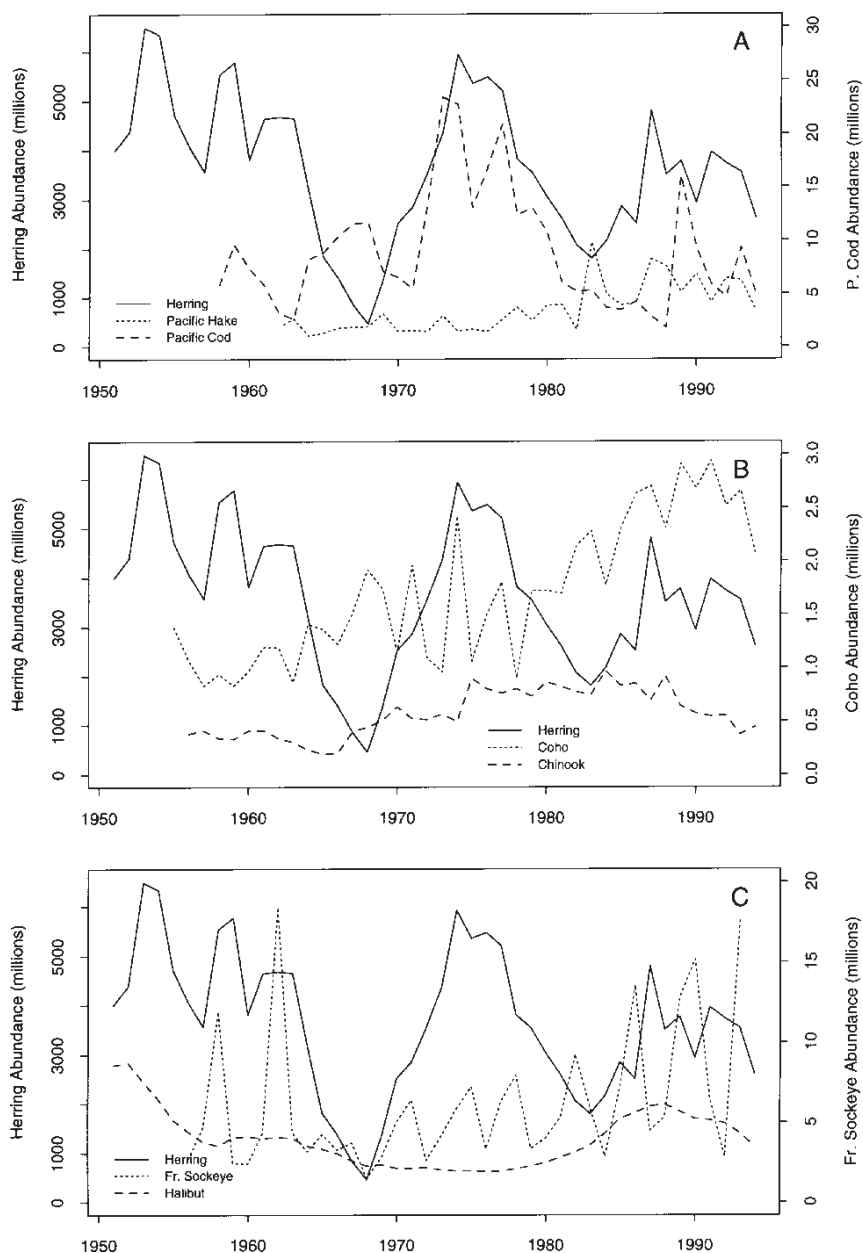 A
Herring Abundance (millions)
5000
3000
1000
0
30
25
20
15
10
5
0
P. Cod Abundance (millions)
Herring
Pacific Hake
Pacific Cod
1950 1960 1970 1980 1990
B
Herring Abundance (millions)
5000
3000
1000
0
3.0
2.5
2.0
1.5
1.0
0.5
0.0
Coho Abundance (millions)
Herring
Coho
Chinook
1950 1960 1970 1980 1990
C
Herring Abundance (millions)
5000
3000
1000
0
20
15
10
5
0
Fr. Sockeye Abundance (millions)
Herring
Fr. Sockeye
Halibut
1950 1960 1970 1980 1990